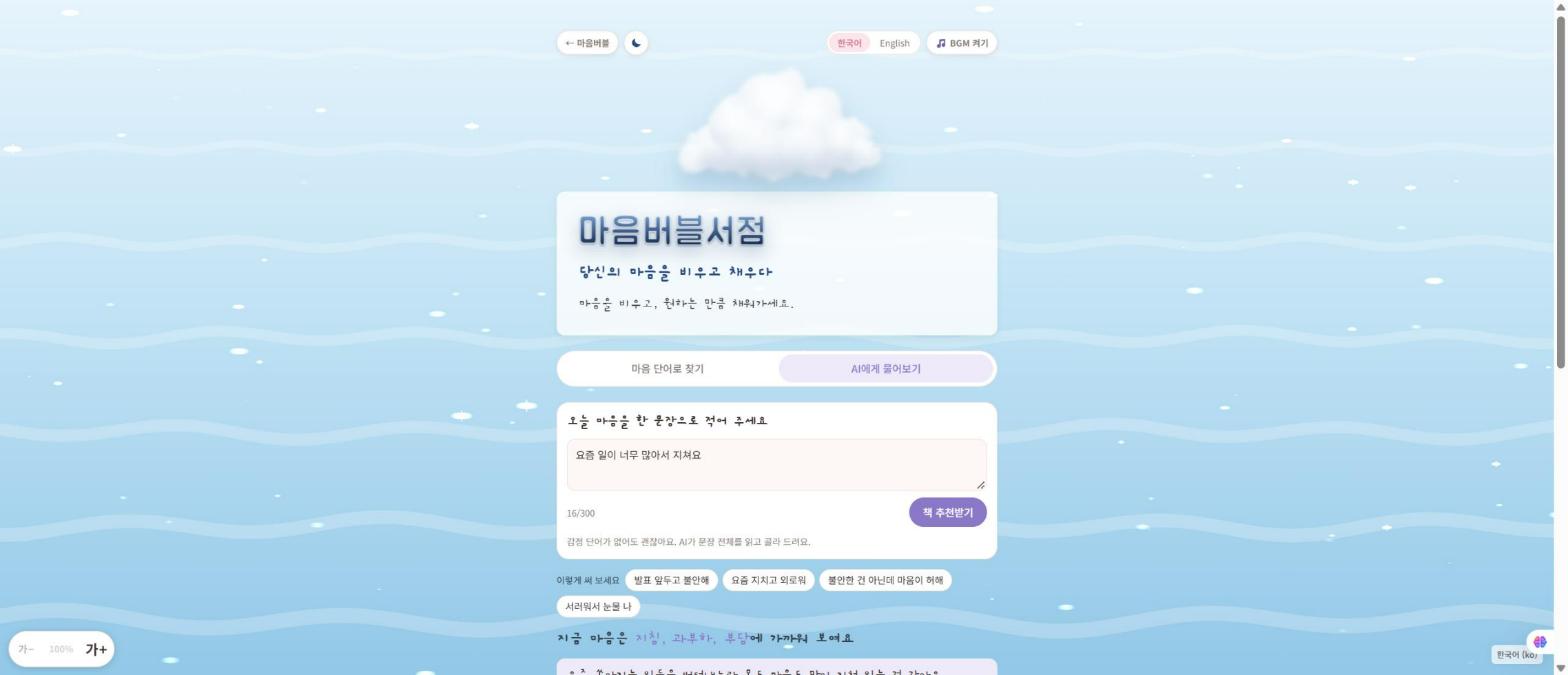 ← 마음버블
한국어 English
BGM 켜기
마음버블서점
당신의 마음을 비우고 채우다
마음을 비우고, 원하는 만큼 채워가세요.
마음 단어로 찾기
AI에게 물어보기
오늘 마음을 한 문장으로 적어 주세요
요즘 일이 너무 많아서 지쳐요
16/300
책 추천받기
감정 단어가 없어도 괜찮아요. AI가 문장 전체를 읽고 골라 드려요.
이렇게 써 보세요 발표 앞두고 불안해 요즘 지치고 외로워 불안한 건 아닌데 마음이 허해
서러워서 눈물 나
지금 마음은 지침, 과부하, 부담에 가까워 보여요
가- 100% 가+
한국어 (ko)